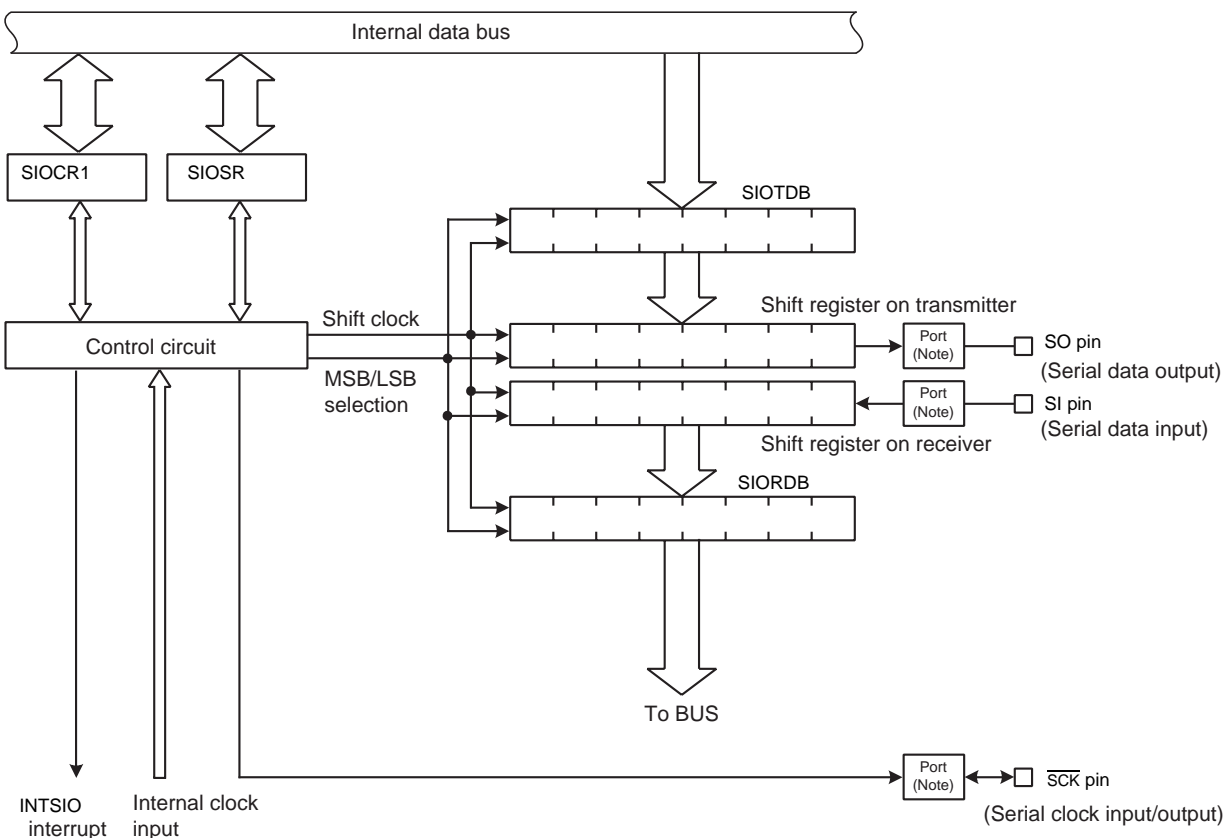 Internal data bus
SIOCR1
SIOSR
SIOTDB
Shift register on transmitter
Shift clock
Control circuit
MSB/LSB
selection
Port
(Note)
SO pin
(Serial data output)
Port
(Note)
SI pin
(Serial data input)
Shift register on receiver
SIORDB
To BUS
Port
(Note)
SCK pin
(Serial clock input/output)
INTSIO
interrupt
Internal clock
input